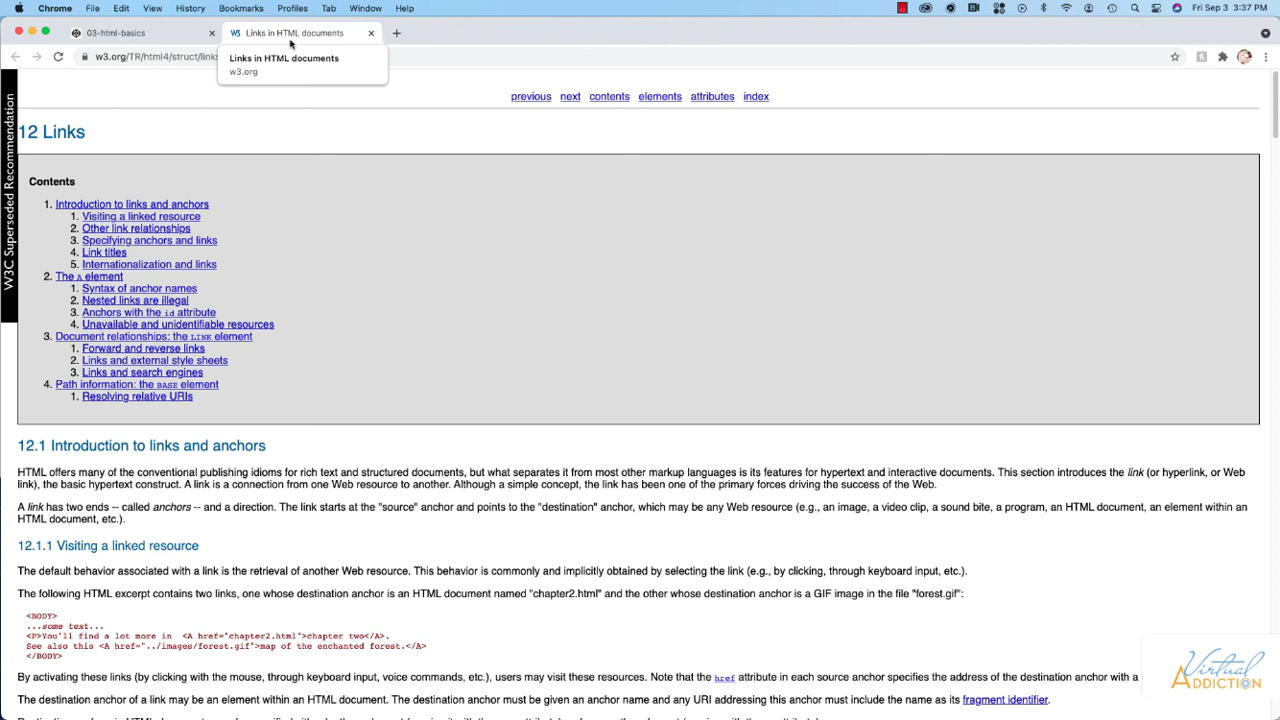 Chrome File Edit View History Bookmarks Profiles Tab Window Help Fri Sep 3 3:37 PM
03-html-basics
W3 Links in HTML documents
w3.org/TR/html4/struct/links
Links in HTML documents
w3.org
previous next contents elements attributes index
W3C Superseded Recommendation
12 Links
Contents
1. Introduction to links and anchors
1. Visiting a linked resource
2. Other link relationships
3. Specifying anchors and links
4. Link titles
5. Internationalization and links
2. The A element
1. Syntax of anchor names
2. Nested links are illegal
3. Anchors with the id attribute
4. Unavailable and unidentifiable resources
3. Document relationships: the LINK element
1. Forward and reverse links
2. Links and external style sheets
3. Links and search engines
4. Path information: the BASE element
1. Resolving relative URIs
12.1 Introduction to links and anchors
HTML offers many of the conventional publishing idioms for rich text and structured documents, but what separates it from most other markup languages is its features for hypertext and interactive documents. This section introduces the link (or hyperlink, or Web
link), the basic hypertext construct. A link is a connection from one Web resource to another. Although a simple concept, the link has been one of the primary forces driving the success of the Web.
A link has two ends -- called anchors -- and a direction. The link starts at the "source" anchor and points to the "destination" anchor, which may be any Web resource (e.g., an image, a video clip, a sound bite, a program, an HTML document, an element within an
HTML document, etc.).
12.1.1 Visiting a linked resource
The default behavior associated with a link is the retrieval of another Web resource. This behavior is commonly and implicitly obtained by selecting the link (e.g., by clicking, through keyboard input, etc.).
The following HTML excerpt contains two links, one whose destination anchor is an HTML document named "chapter2.html" and the other whose destination anchor is a GIF image in the file "forest.gif":
<BODY>
...some text...
<P>You'll find a lot more in <A href="chapter2.html">chapter two</A>.
See also this <A href="../images/forest.gif">map of the enchanted forest.</A>
</BODY>
By activating these links (by clicking with the mouse, through keyboard input, voice commands, etc.), users may visit these resources. Note that the href attribute in each source anchor specifies the address of the destination anchor with a
The destination anchor of a link may be an element within an HTML document. The destination anchor must be given an anchor name and any URI addressing this anchor must include the name as its fragment identifier.
Virtual
ADDICTION